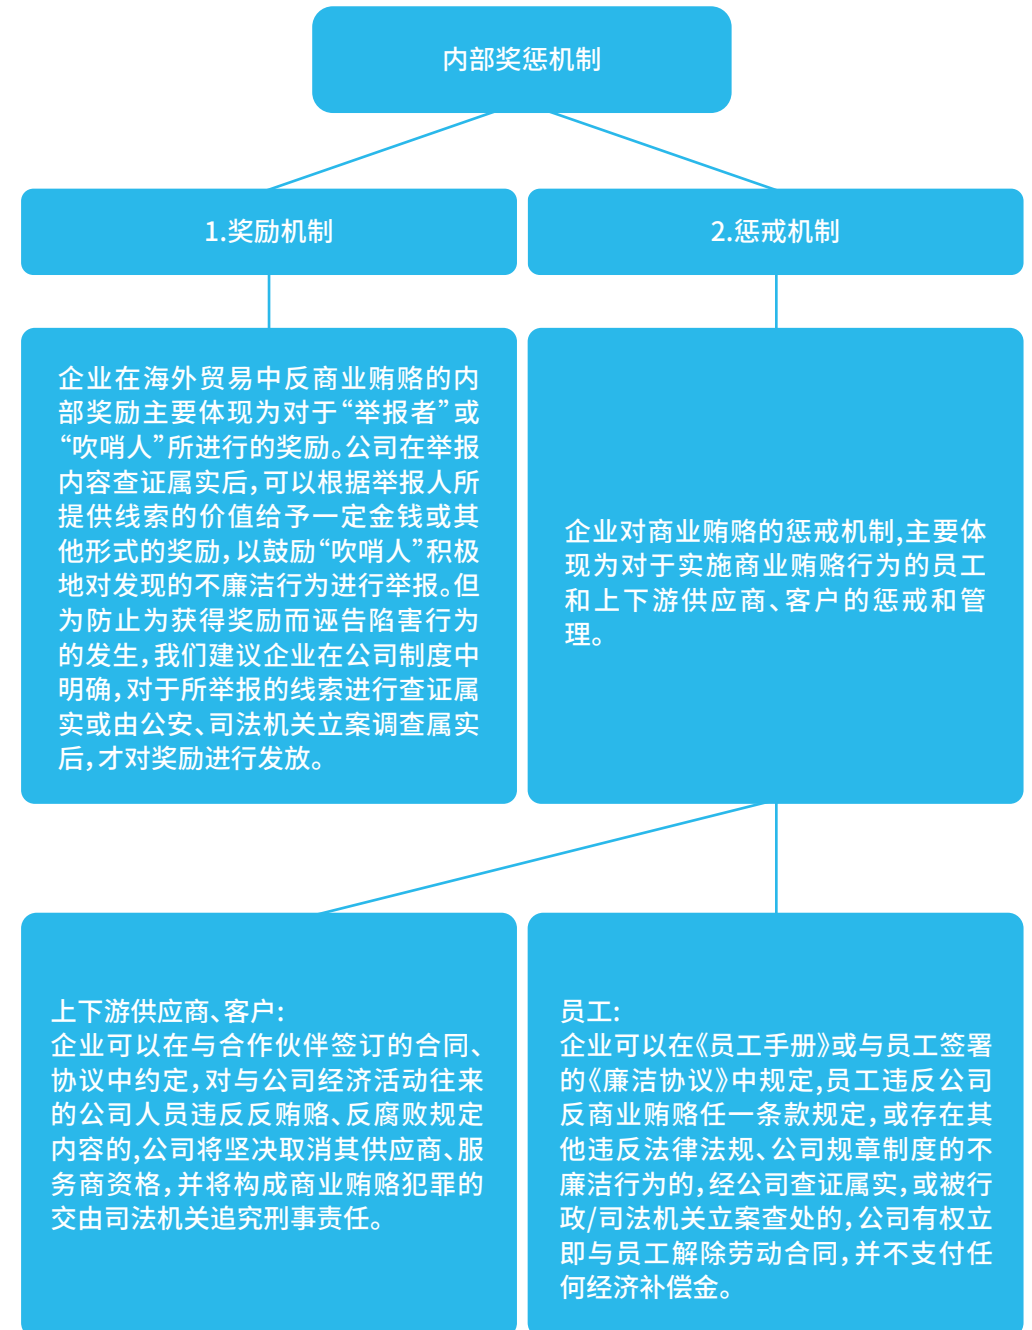 内部奖惩机制
1.奖励机制
2.惩戒机制
企业在海外贸易中反商业贿赂的内
部奖励主要体现为对于“举报者”或
“吹哨人”所进行的奖励。公司在举报
内容查证属实后,可以根据举报人所
提供线索的价值给予一定金钱或其
他形式的奖励,以鼓励“吹哨人”积极
地对发现的不廉洁行为进行举报。但
为防止为获得奖励而诬告陷害行为
的发生,我们建议企业在公司制度中
明确,对于所举报的线索进行查证属
实或由公安、司法机关立案调查属实
后,才对奖励进行发放。
企业对商业贿赂的惩戒机制,主要体
现为对于实施商业贿赂行为的员工
和上下游供应商、客户的惩戒和管
理。
上下游供应商、客户:
企业可以在与合作伙伴签订的合同、
协议中约定,对与公司经济活动往来
的公司人员违反反贿赂、反腐败规定
内容的,公司将坚决取消其供应商、服
务商资格,并将构成商业贿赂犯罪的
交由司法机关追究刑事责任。
员工:
企业可以在《员工手册》或与员工签署
的《廉洁协议》中规定,员工违反公司
反商业贿赂任一条款规定,或存在其
他违反法律法规、公司规章制度的不
廉洁行为的,经公司查证属实,或被行
政/司法机关立案查处的,公司有权立
即与员工解除劳动合同,并不支付任
何经济补偿金。